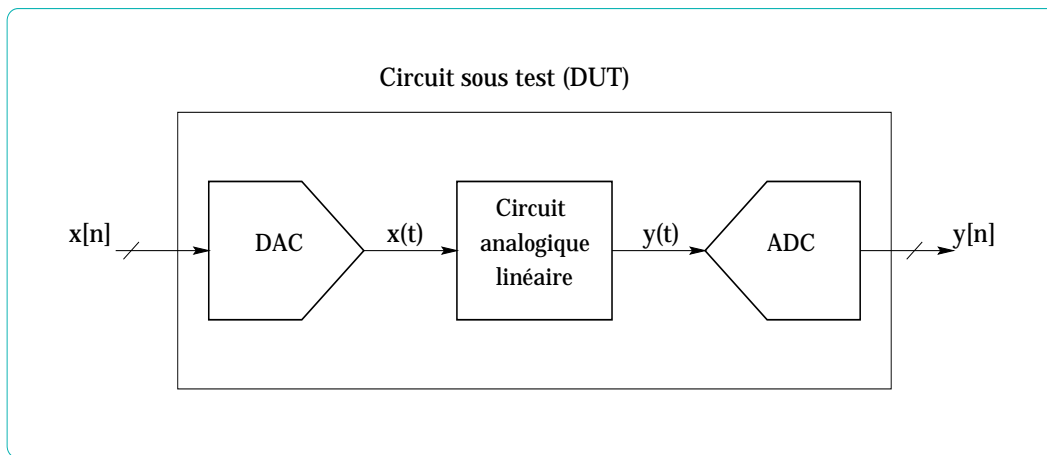 Circuit sous test (DUT)
x[n]
DAC
x(t)
Circuit
analogique
linéaire
y(t)
ADC
y[n]